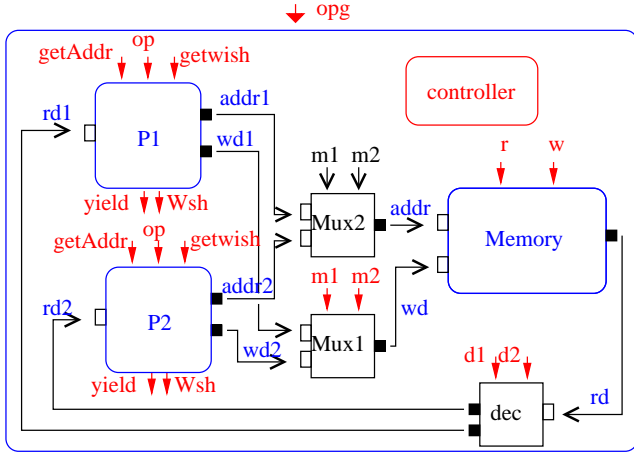 opg
getAddr op getwish
controller
rd1 addr1
P1
wd1
m1 m2 r w
yield Wsh
Mux2 addr
getAddr op getwish
Memory
addr2
m1 m2
rd2 P2 wd
wd2 Mux1
yield Wsh
d1 d2
rd
dec